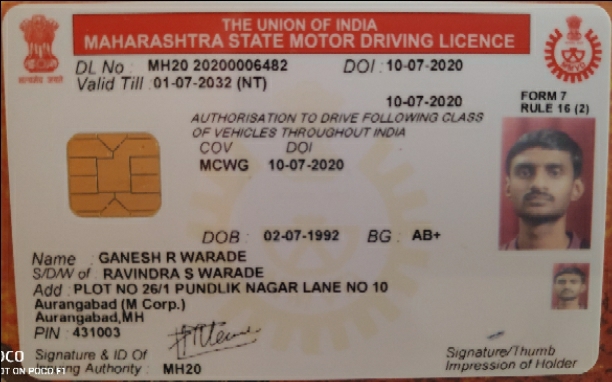 THE UNION OF INDIA
MAHARASHTRA STATE MOTOR DRIVING LICENCE
DL No : MH20 20200006482 DOI : 10-07-2020
Valid Till : 01-07-2032 (NT)
10-07-2020
FORM 7
RULE 16 (2)
AUTHORISATION TO DRIVE FOLLOWING CLASS
OF VEHICLES THROUGHOUT INDIA
COV DOI
MCWG 10-07-2020
DOB : 02-07-1992 BG : AB+
Name : GANESH R WARADE
S/D/W of : RAVINDRA S WARADE
Add : PLOT NO 26/1 PUNDLIK NAGAR LANE NO 10
Aurangabad (M Corp.)
Aurangabad,MH
PIN : 431003
Signature & ID Of
Authority : MH20
Signature/Thumb
Impression of Holder
OT ON POCO F1